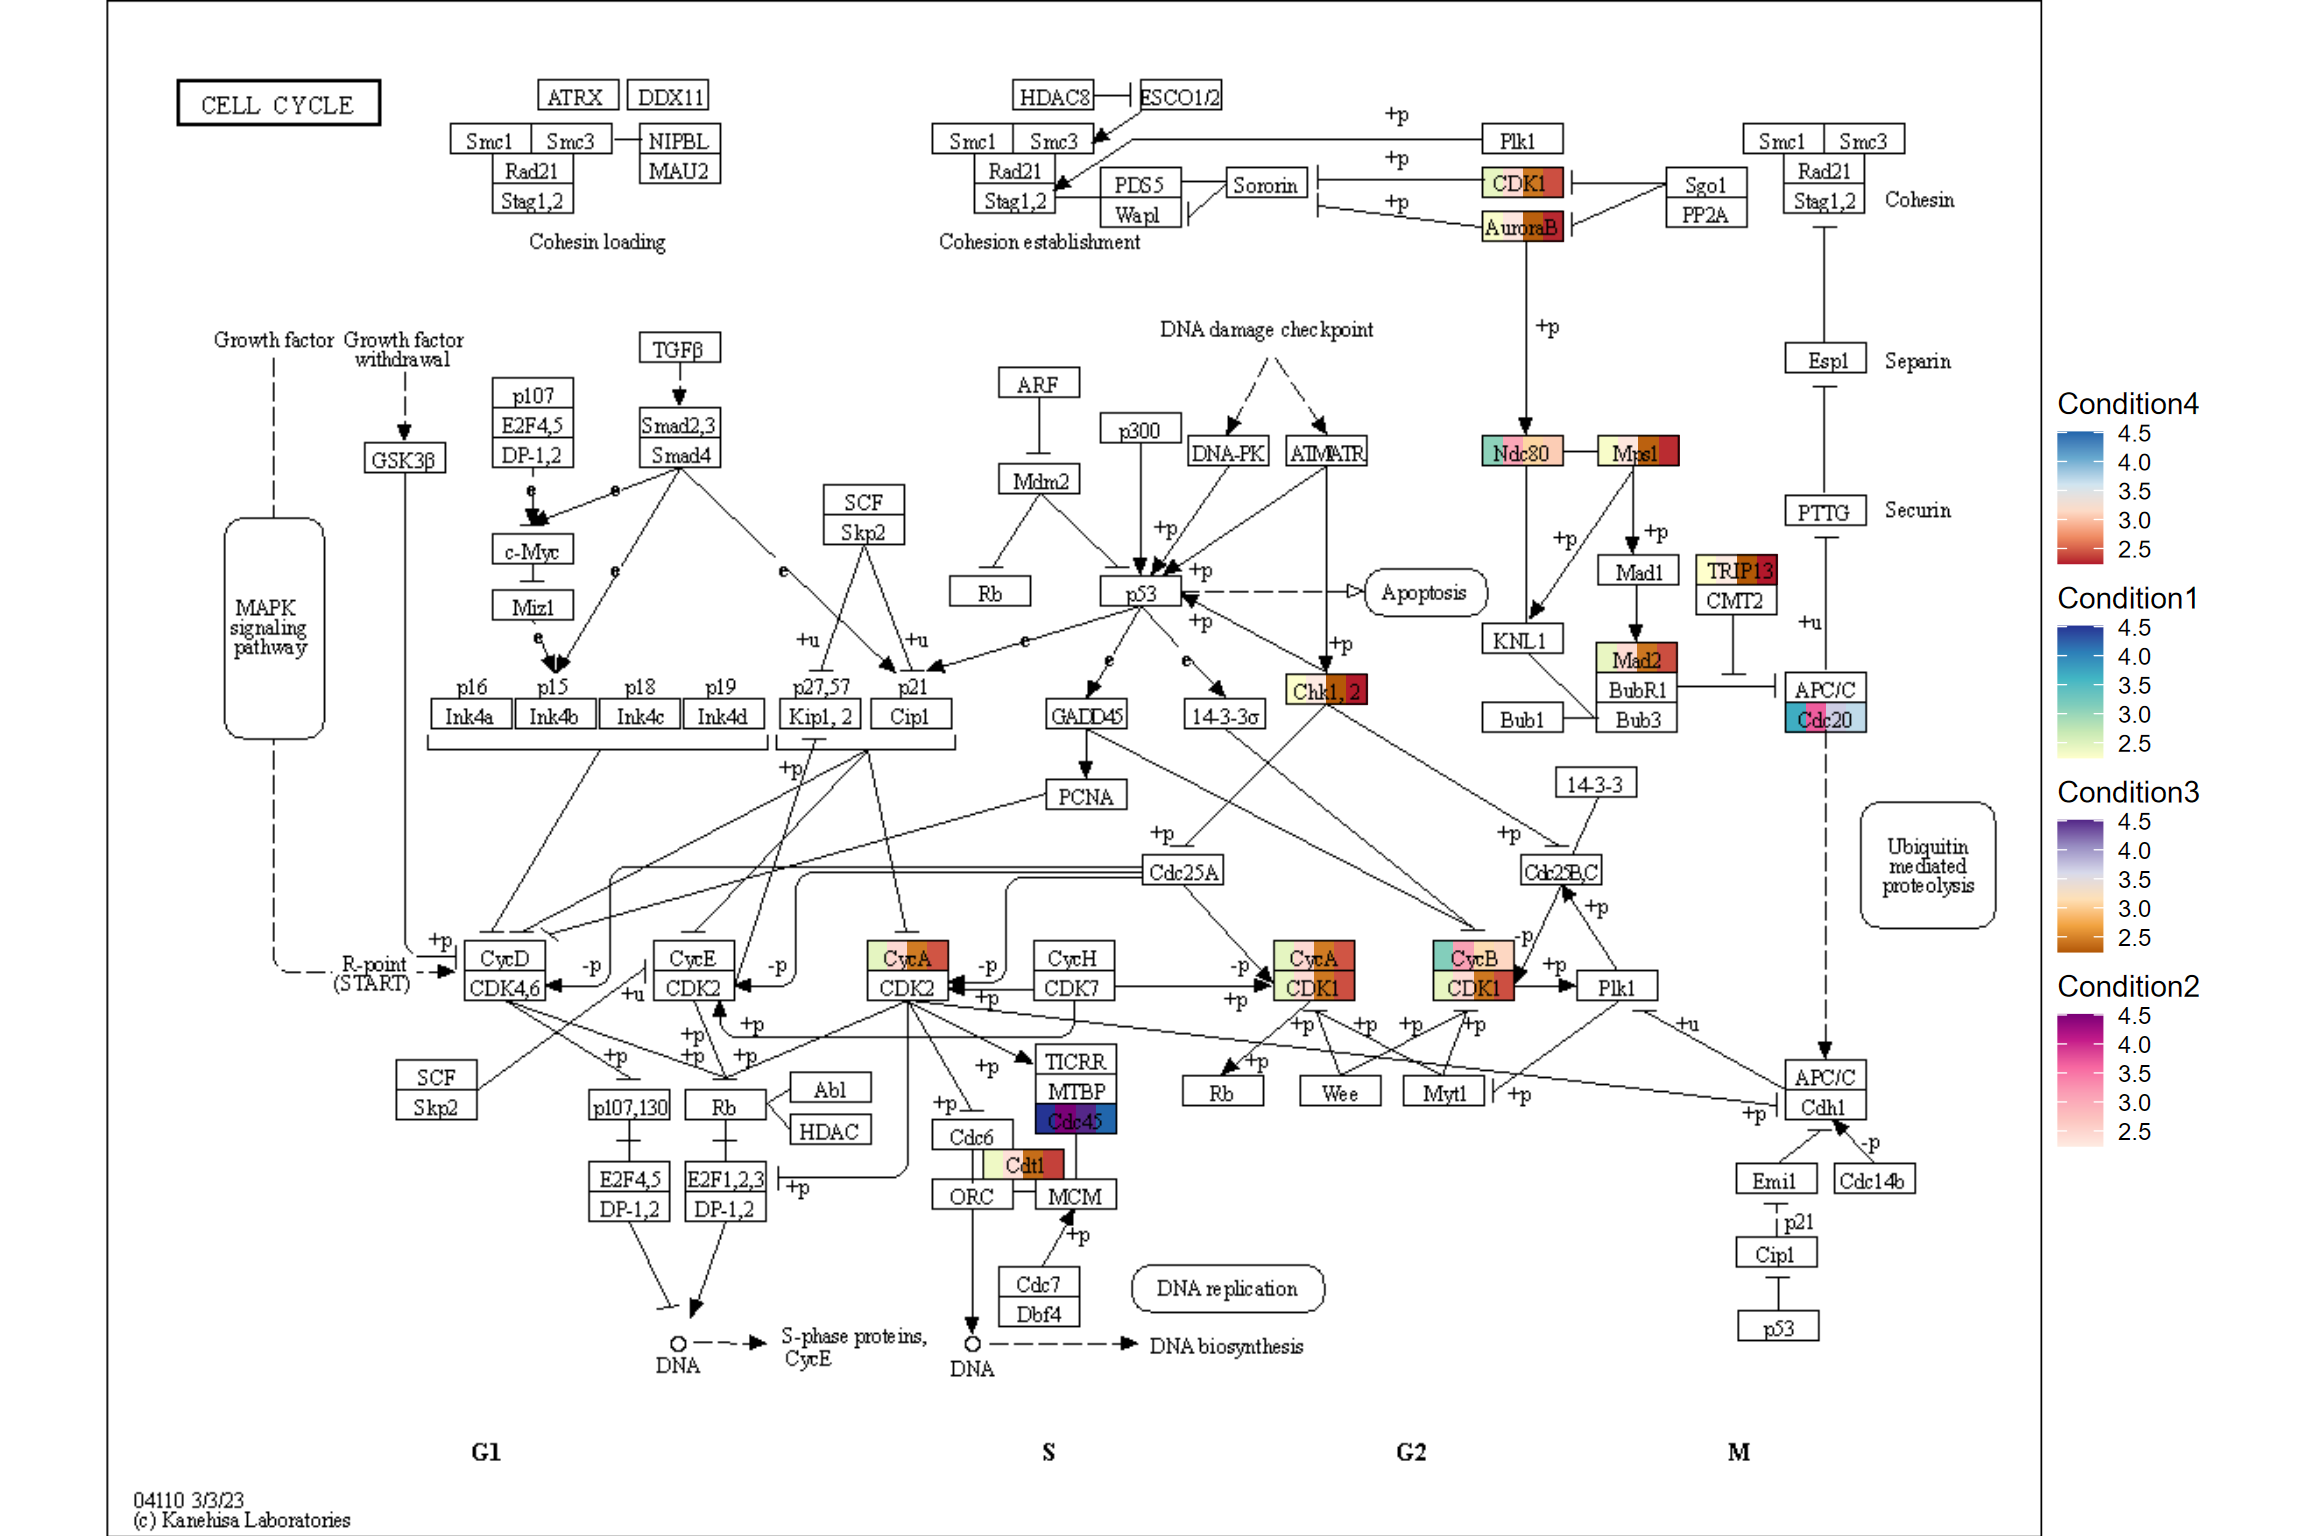 CELL CYCLE
ATRX
DDX11
Smc1
Smc3
NIPBL
MAU2
Rad21
Stag1,2
Cohesin loading
HDAC8
ESCO1/2
Smc1
Smc3
Rad21
Stag1,2
PDS5
Wapl
Sororin
Cohesion establishment
+p
+p
+p
Plk1
CDK1
AuroraB
Sgo1
PP2A
Smc1
Smc3
Rad21
Stag1,2
Cohesin
Growth factor
Growth factor
withdrawal
TGFβ
GSK3β
p107
E2F4,5
DP-1,2
Smad2,3
Smad4
e
e
c-Myc
Miz1
e
e
e
SCF
Skp2
+u
+u
MAPK
signaling
pathway
ARF
Mdm2
Rb
p300
DNA damage checkpoint
DNA-PK
ATM/ATR
+p
+p
+p
+p
p53
Apoptosis
e
e
e
+p
Ndc80
Mps1
+p
+p
Mad1
TRIP13
CMT2
KNL1
Mad2
BubR1
Bub3
Bub1
Esp1
Separin
PTTG
Securin
+u
APC/C
Cdc20
p16
Ink4a
p15
Ink4b
p18
Ink4c
p19
Ink4d
p27,57
Kip1, 2
p21
Cip1
GADD45
14-3-3σ
Chk1, 2
PCNA
+p
+p
+p
14-3-3
Cdc25A
Cdc25B,C
Ubiquitin
mediated
proteolysis
R-point
(START)
+p
CycD
CDK4,6
-p
CycE
CDK2
-p
+u
CycA
CDK2
-p
+p
CycH
CDK7
-p
+p
CycA
CDK1
CycB
CDK1
-p
+p
+p
Plk1
+u
SCF
Skp2
+p
+p
+p
+p
+p
p107,130
Rb
Abl
HDAC
E2F4,5
DP-1,2
E2F1,2,3
DP-1,2
+p
+p
+p
TICRR
MTBP
Cdc45
Cdc6
Cdt1
ORC
MCM
+p
Cdc7
Dbf4
DNA replication
+p
+p
+p
+p
+p
Rb
Wee
Myt1
+p
+p
APC/C
Cdh1
-p
Emi1
Cdc14b
p21
Cip1
p53
DNA
S-phase proteins,
CycE
DNA
DNA biosynthesis
G1
S
G2
M
04110 3/3/23
(c) Kanehisa Laboratories
Condition4
4.5
4.0
3.5
3.0
2.5
Condition1
4.5
4.0
3.5
3.0
2.5
Condition3
4.5
4.0
3.5
3.0
2.5
Condition2
4.5
4.0
3.5
3.0
2.5